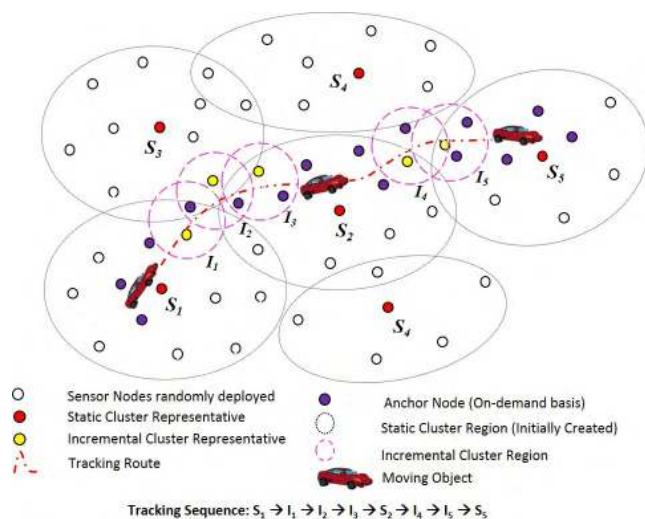 S4
S3
S5
I4
I5
I2
I3
S2
I1
S1
S4
Sensor Nodes randomly deployed
Static Cluster Representative
Incremental Cluster Representative
Tracking Route
Anchor Node (On-demand basis)
Static Cluster Region (Initially Created)
Incremental Cluster Region
Moving Object
Tracking Sequence: S1 → I1 → I2 → I3 → S2 → I4 → I5 → S5